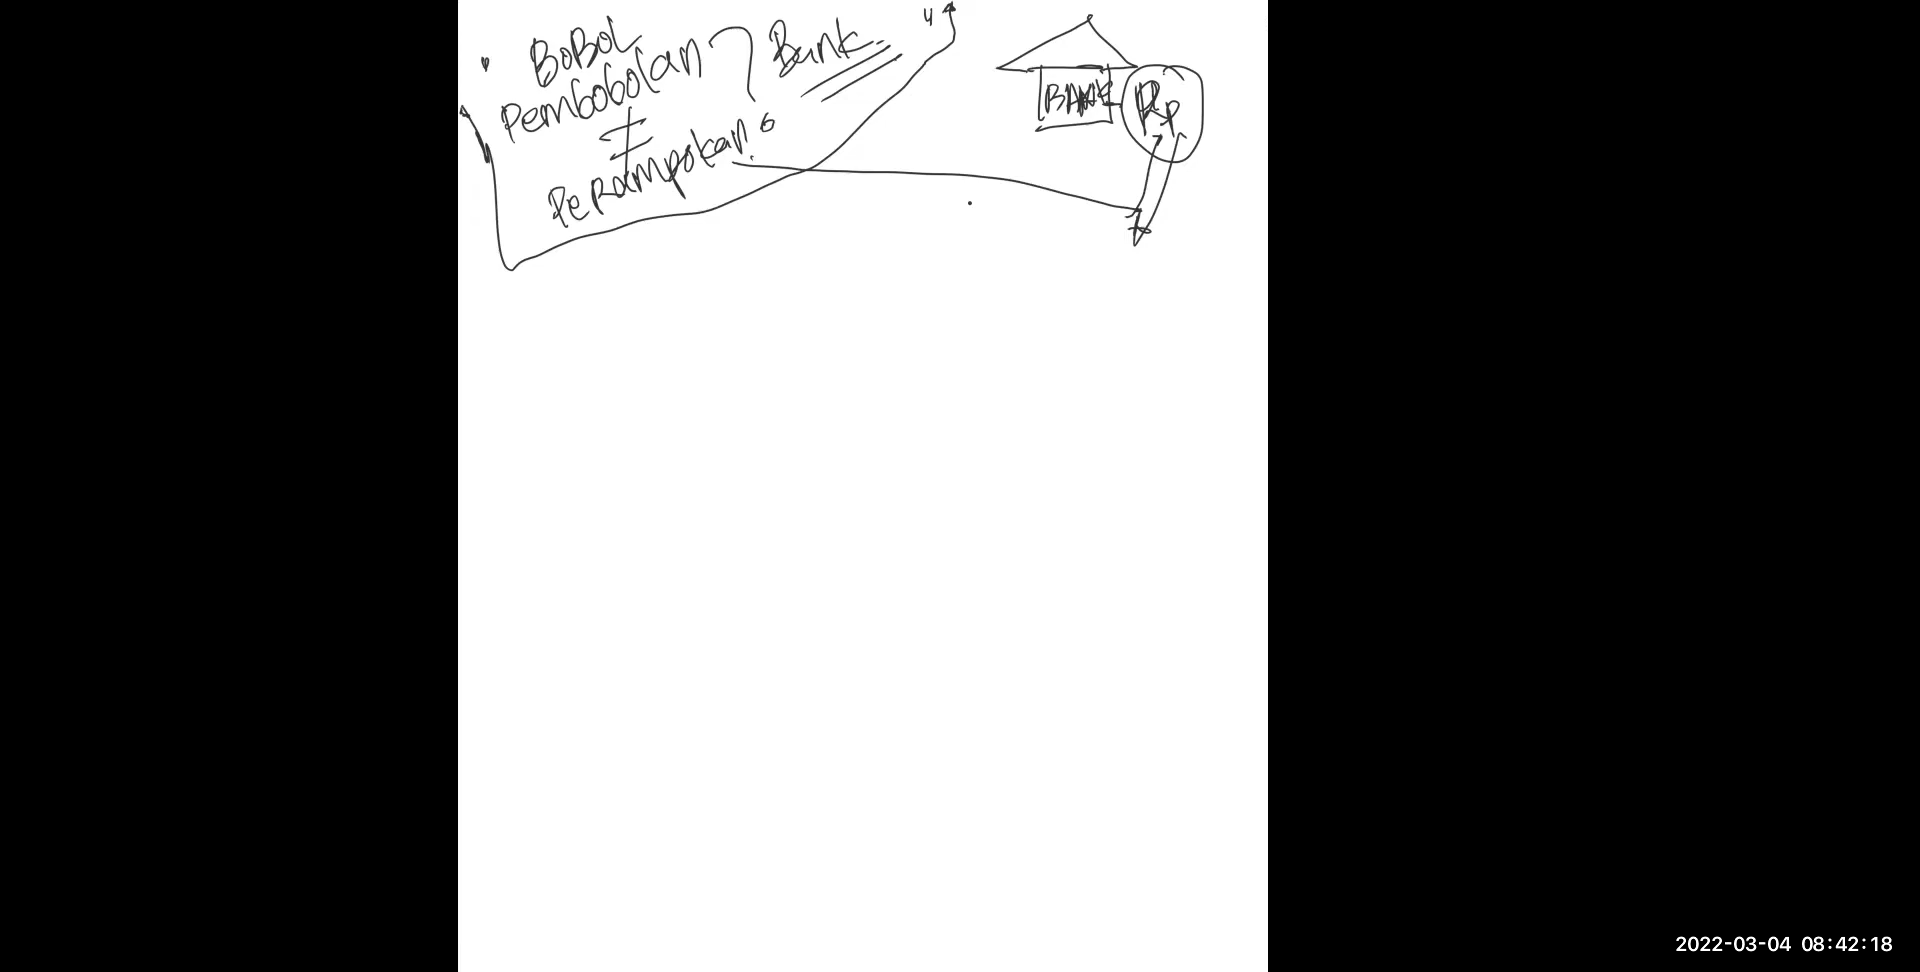 BoBoL
Pembobolan } Bank
≠
Perampokan
BANK
Rp
2022-03-04 08:42:18